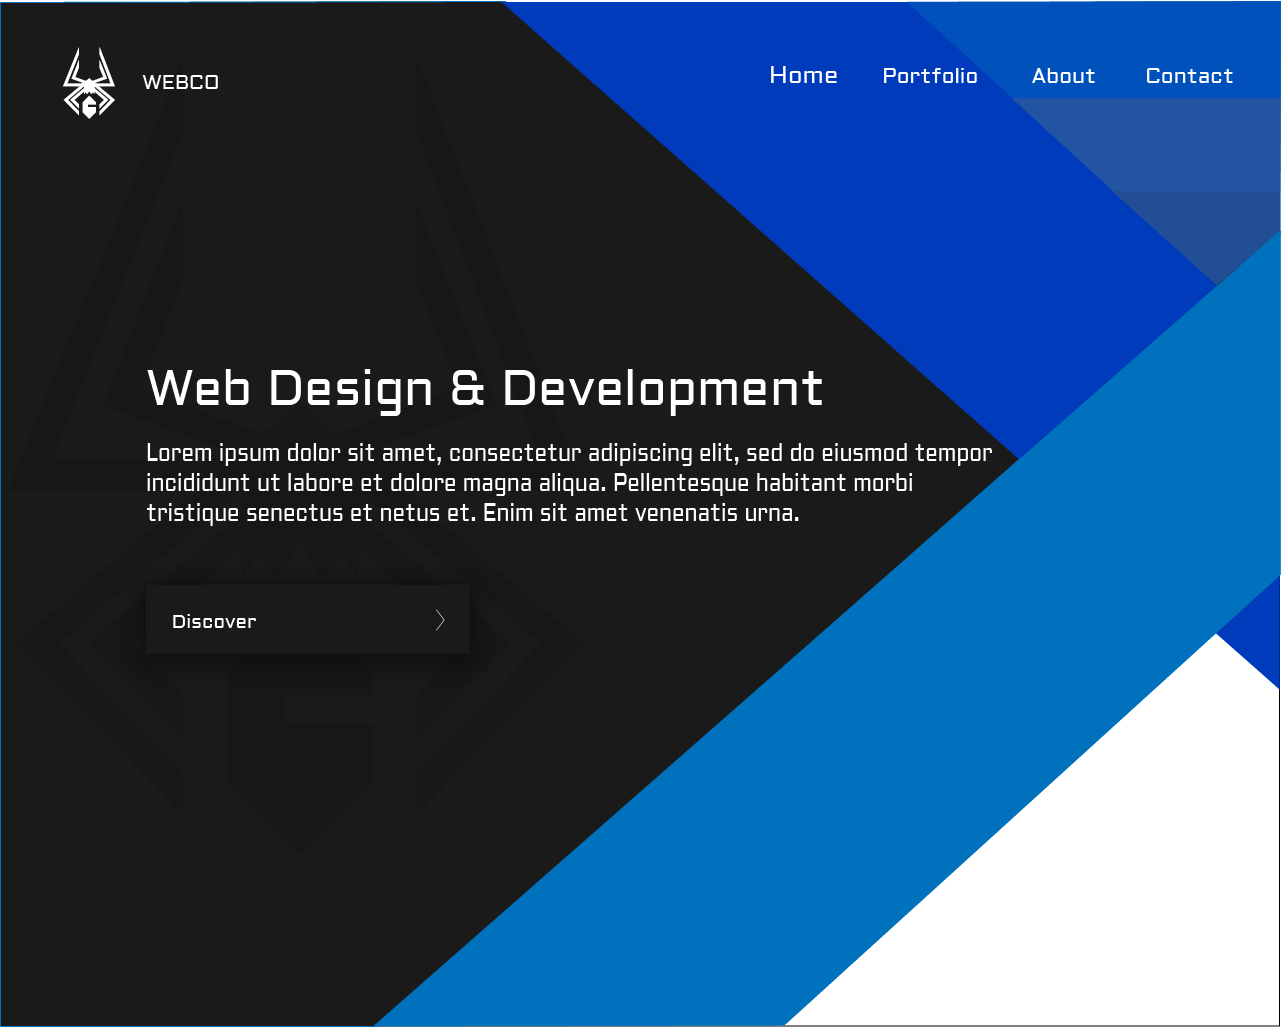 WEBCO
Home Portfolio About Contact
Web Design & Development
Lorem ipsum dolor sit amet, consectetur adipiscing elit, sed do eiusmod tempor
incididunt ut labore et dolore magna aliqua. Pellentesque habitant morbi
tristique senectus et netus et. Enim sit amet venenatis urna.
Discover